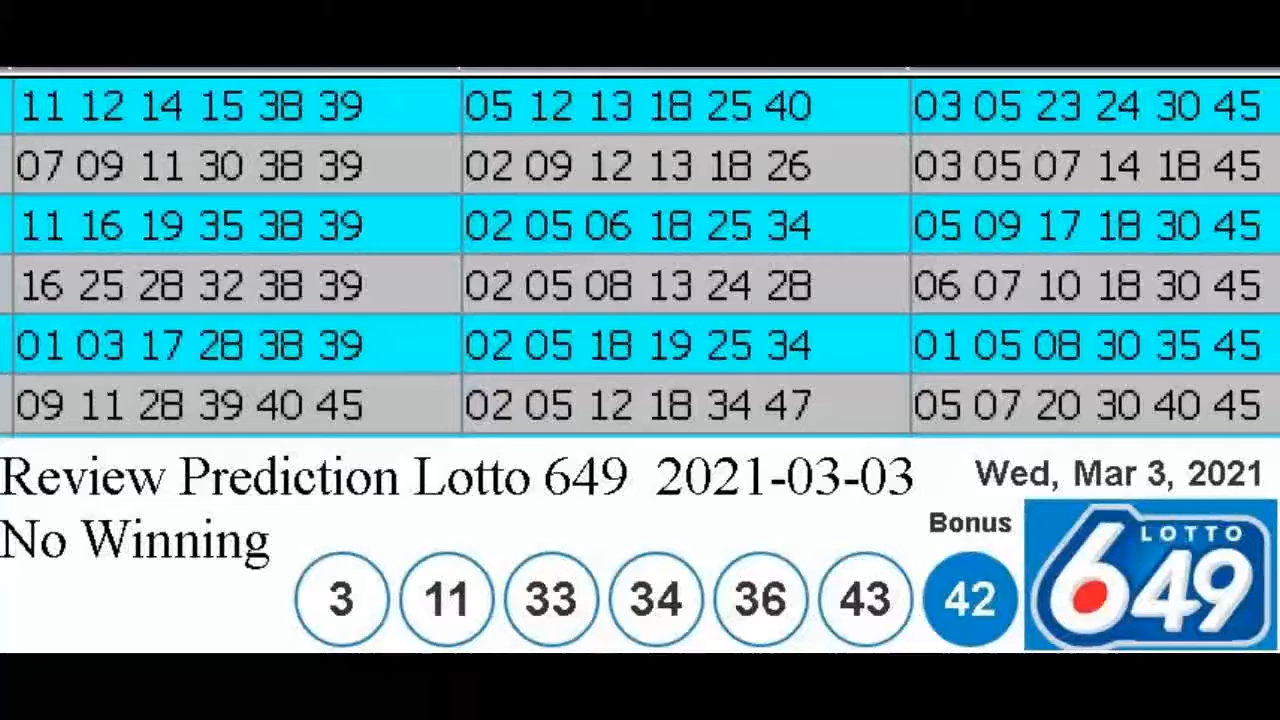 11 12 14 15 38 39 05 12 13 18 25 40 03 05 23 24 30 45
07 09 11 30 38 39 02 09 12 13 18 26 03 05 07 14 18 45
11 16 19 35 38 39 02 05 06 18 25 34 05 09 17 18 30 45
16 25 28 32 38 39 02 05 08 13 24 28 06 07 10 18 30 45
01 03 17 28 38 39 02 05 18 19 25 34 01 05 08 30 35 45
09 11 28 39 40 45 02 05 12 18 34 47 05 07 20 30 40 45
Review Prediction Lotto 649 2021-03-03
Wed, Mar 3, 2021
No Winning
Bonus
3 11 33 34 36 43 42
LOTTO
649